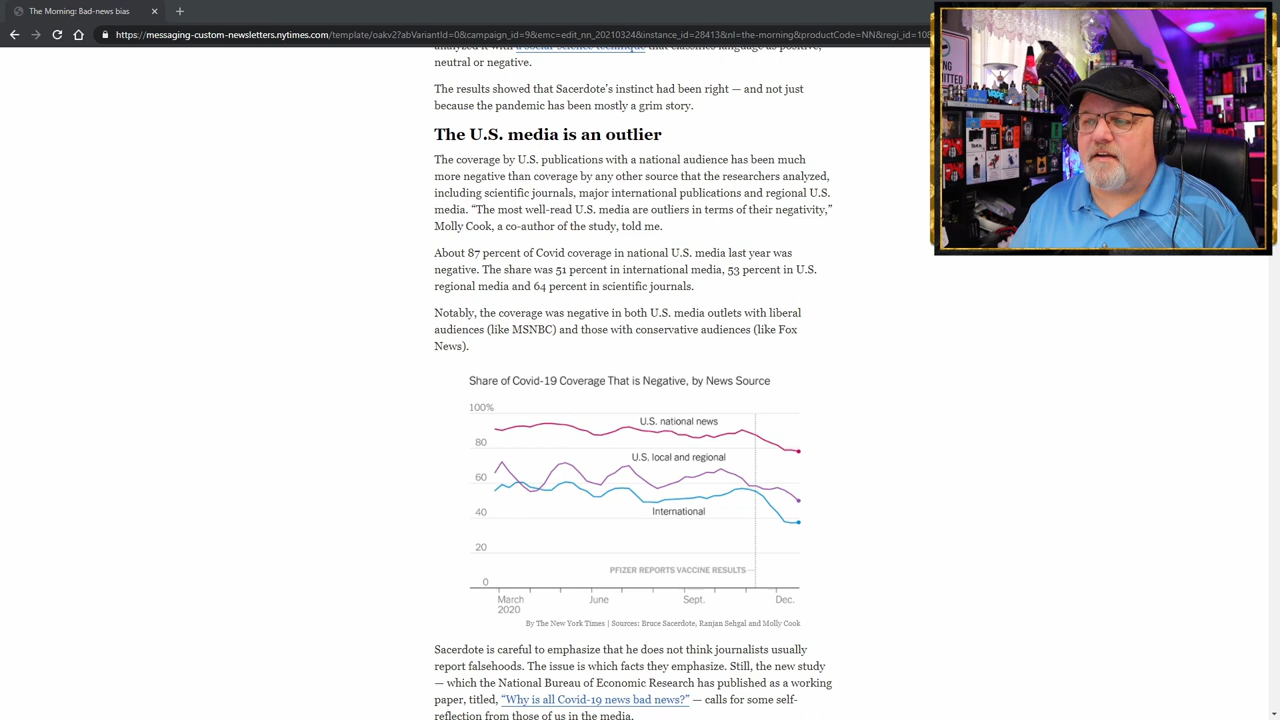 The Morning: Bad-news bias
https://messaging-custom-newsletters.nytimes.com/template/oakv2?abVariantId=0&campaign_id=9&emc=edit_nn_20210324&instance_id=28413&nl=the-morning&productCode=NN&regi_id=108
analyzed it with a social-science technique that classifies language as positive,
neutral or negative.
The results showed that Sacerdote's instinct had been right — and not just
because the pandemic has been mostly a grim story.
The U.S. media is an outlier
The coverage by U.S. publications with a national audience has been much
more negative than coverage by any other source that the researchers analyzed,
including scientific journals, major international publications and regional U.S.
media. “The most well-read U.S. media are outliers in terms of their negativity,”
Molly Cook, a co-author of the study, told me.
About 87 percent of Covid coverage in national U.S. media last year was
negative. The share was 51 percent in international media, 53 percent in U.S.
regional media and 64 percent in scientific journals.
Notably, the coverage was negative in both U.S. media outlets with liberal
audiences (like MSNBC) and those with conservative audiences (like Fox
News).
Share of Covid-19 Coverage That is Negative, by News Source
100%
U.S. national news
80
U.S. local and regional
60
International
40
20
PFIZER REPORTS VACCINE RESULTS
0
March June Sept. Dec.
2020
By The New York Times | Sources: Bruce Sacerdote, Ranjan Sehgal and Molly Cook
Sacerdote is careful to emphasize that he does not think journalists usually
report falsehoods. The issue is which facts they emphasize. Still, the new study
— which the National Bureau of Economic Research has published as a working
paper, titled, “Why is all Covid-19 news bad news?” — calls for some self-
reflection from those of us in the media.